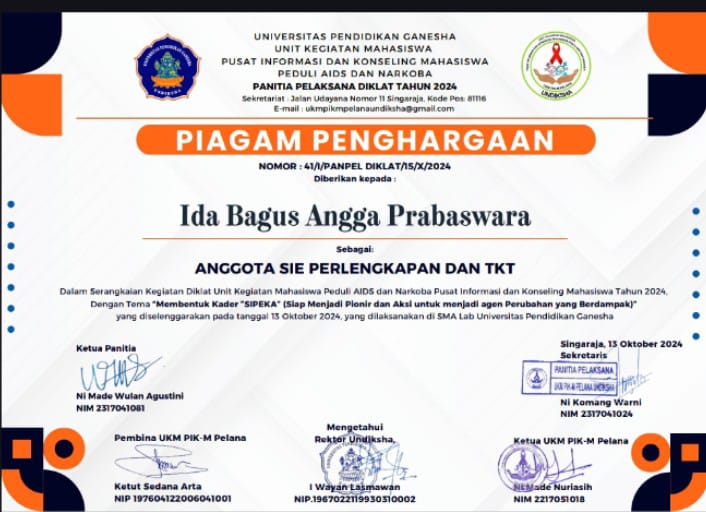 UNIVERSITAS PENDIDIKAN GANESHA
UNIT KEGIATAN MAHASISWA
PUSAT INFORMASI DAN KONSELING MAHASISWA
PEDULI AIDS DAN NARKOBA
PANITIA PELAKSANA DIKLAT TAHUN 2024
Sekretariat : Jalan Udayana Nomor 11 Singaraja, Kode Pos: 81116
E-mail : ukmpikmpelanaundiksha@gmail.com
UNDIKSHA
PIAGAM PENGHARGAAN
NOMOR : 41/I/PANPEL DIKLAT/15/X/2024
Diberikan kepada :
Ida Bagus Angga Prabaswara
Sebagai:
ANGGOTA SIE PERLENGKAPAN DAN TKT
Dalam Serangkaian Kegiatan Diklat Unit Kegiatan Mahasiswa Peduli AIDS dan Narkoba Pusat Informasi dan Konseling Mahasiswa Tahun 2024,
Dengan Tema "Membentuk Kader "SIPEKA" (Siap Menjadi Pionir dan Aksi untuk menjadi agen Perubahan yang Berdampak)"
yang diselenggarakan pada tanggal 13 Oktober 2024, yang dilaksanakan di SMA Lab Universitas Pendidikan Ganesha
Ketua Panitia
Ni Made Wulan Agustini
NIM 2317041081
Singaraja, 13 Oktober 2024
Sekretaris
PANITIA PELAKSANA
UKM PIK-M PELANA UNDIKSHA
Ni Komang Warni
NIM 2317041024
Pembina UKM PIK-M Pelana
Ketut Sedana Arta
NIP 197604122006041001
Mengetahui
Rektor Undiksha,
I Wayan Lasmawan
NIP.196702211993031002
Ketua UKM PIK-M Pelana
Ni Made Nuriasih
NIM 2217051018